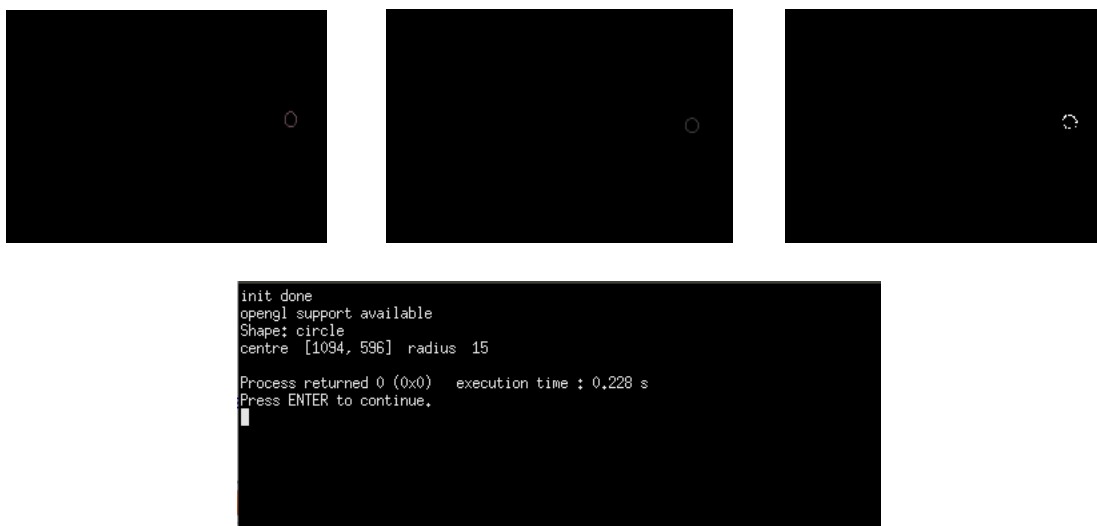 init done
opengl support available
Shape: circle
centre [1094, 596] radius 15
Process returned 0 (0x0) execution time : 0.228 s
Press ENTER to continue.